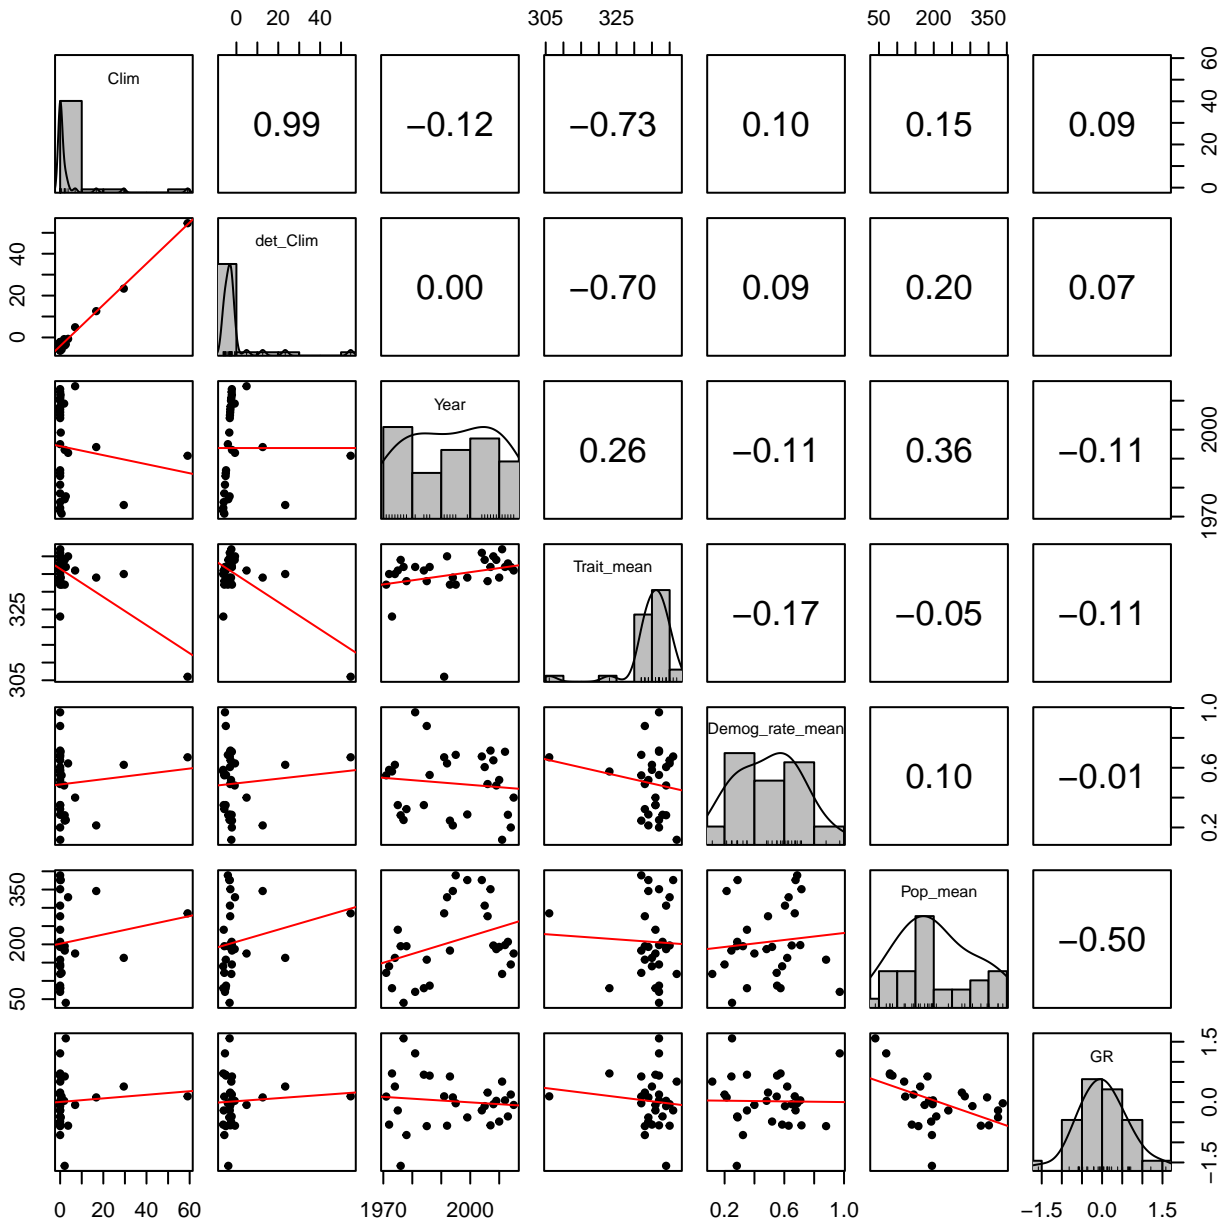 0 20 40 305 325 50 200 350
Clim 0.99 −0.12 −0.73 0.10 0.15 0.09 0 20 40 60
0 20 40 det_Clim 0.00 −0.70 0.09 0.20 0.07
Year 0.26 −0.11 0.36 −0.11 1970 2000
305 325 Trait_mean −0.17 −0.05 −0.11
Demog_rate_mean 0.10 −0.01 0.2 0.6 1.0
50 200 350 Pop_mean −0.50
GR −1.5 0.0 1.5
0 20 40 60 1970 2000 0.2 0.6 1.0 −1.5 0.0 1.5